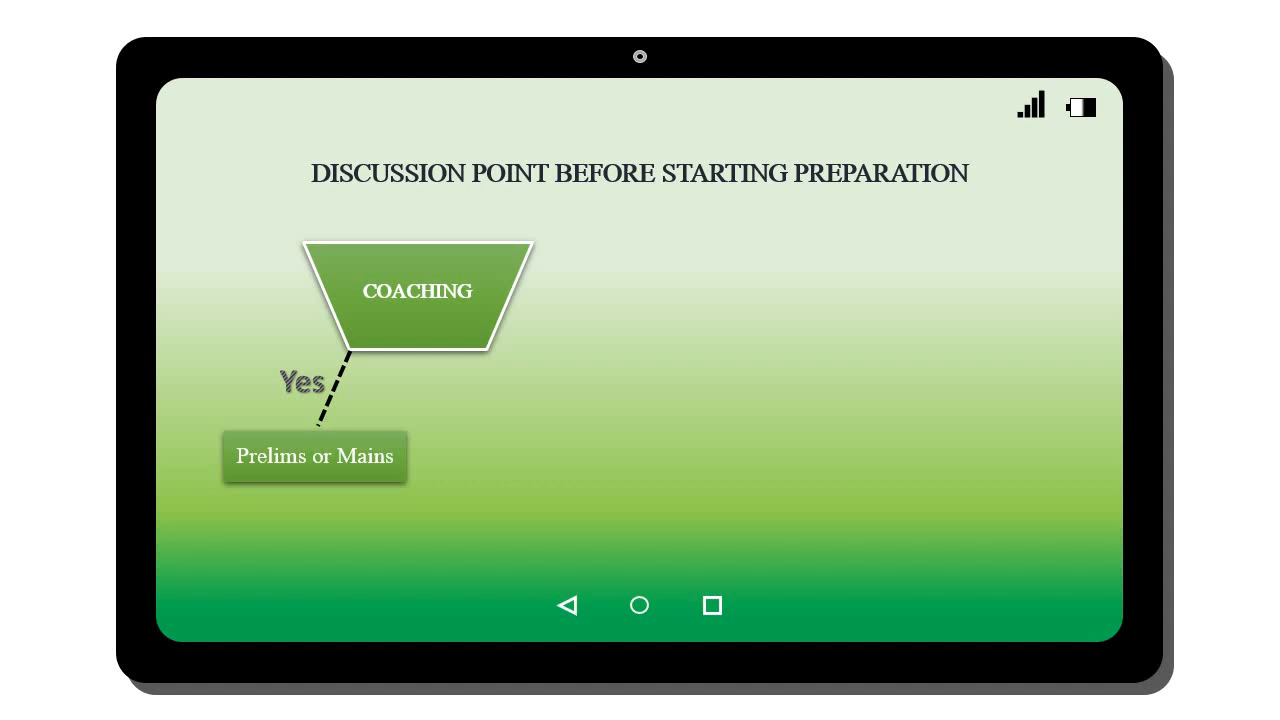 DISCUSSION POINT BEFORE STARTING PREPARATION
COACHING
Yes
Prelims or Mains